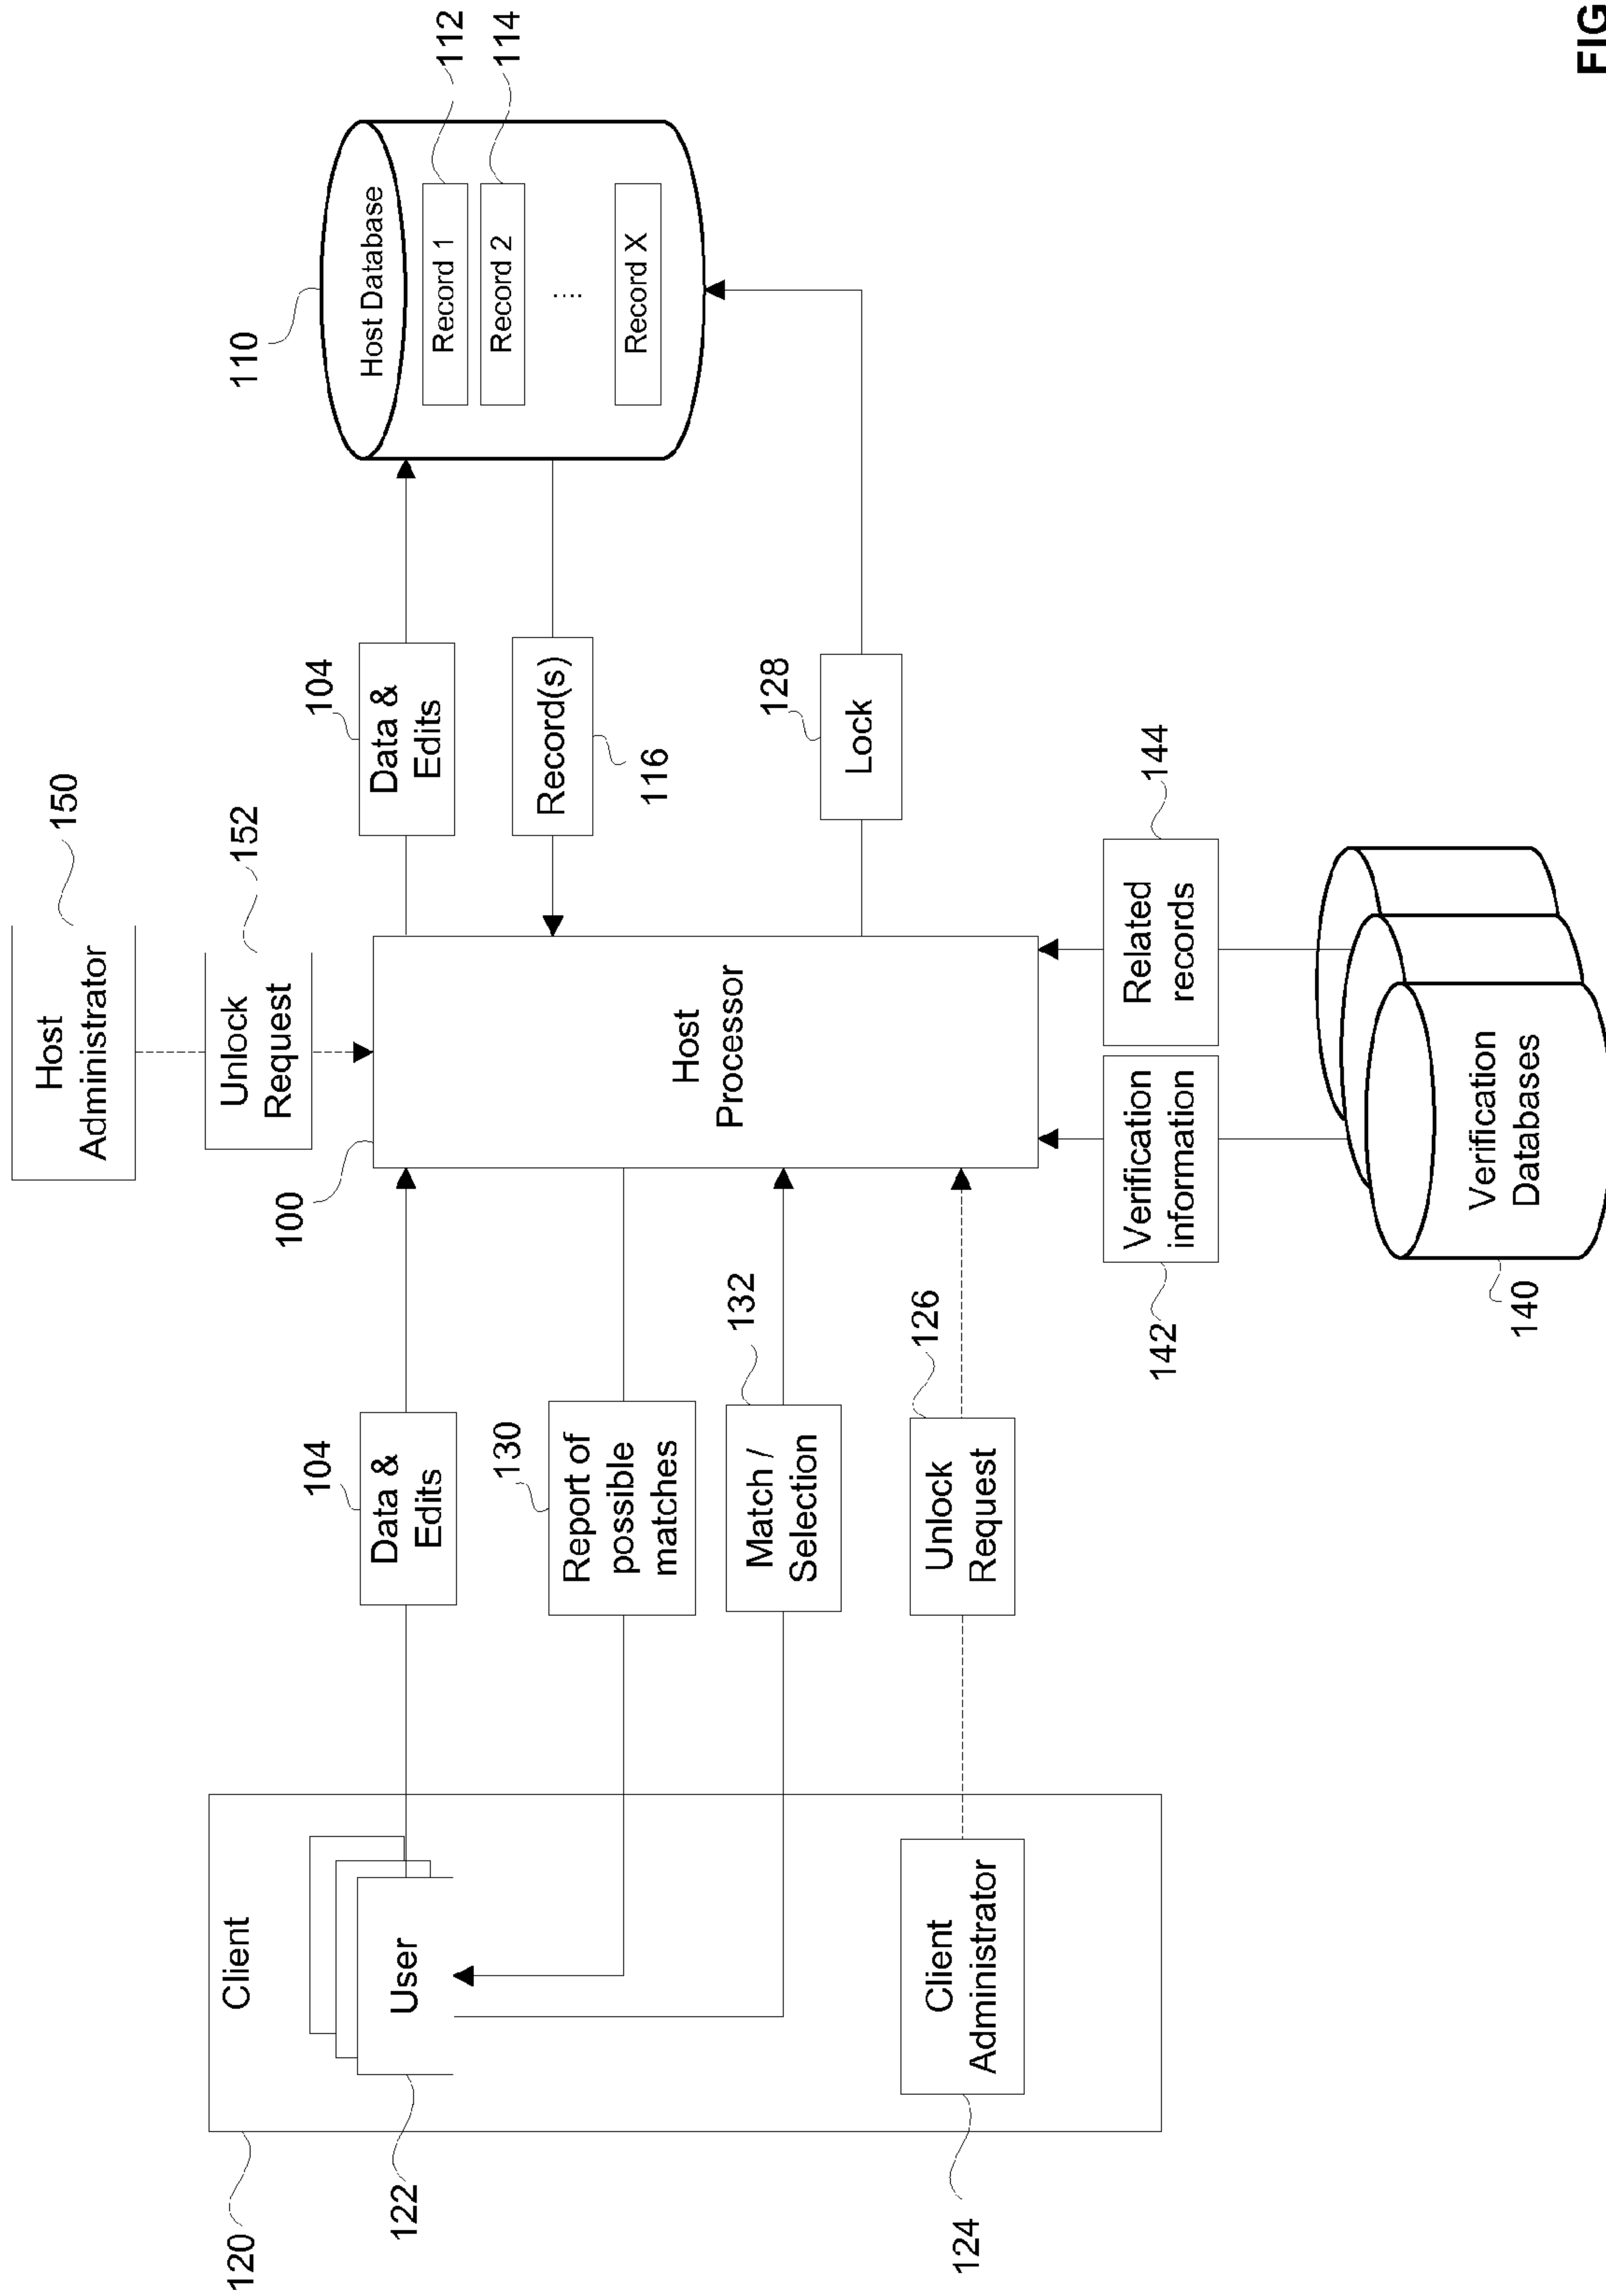 Host
Administrator
150
Unlock
Request
152
100
Host
Processor
104
Data &
Edits
Record(s)
116
128
Lock
110
Host Database
Record 1
112
Record 2
114
....
Record X
120
Client
User
122
Client
Administrator
124
104
Data &
Edits
130
Report of
possible
matches
132
Match /
Selection
126
Unlock
Request
Verification
information
142
Related
records
144
Verification
Databases
140
FIG